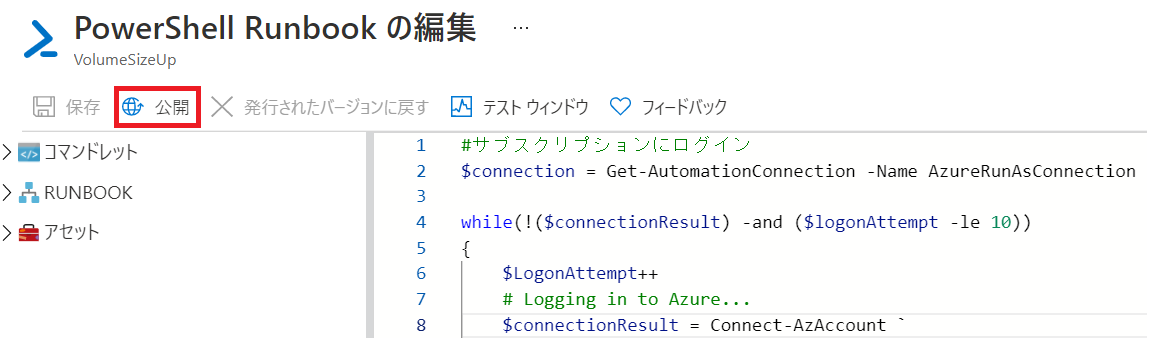 PowerShell Runbook の編集 …
VolumeSizeUp
保存 公開 発行されたバージョンに戻す テスト ウィンドウ フィードバック
コマンドレット
RUNBOOK
アセット
1 #サブスクリプションにログイン
2 $connection = Get-AutomationConnection -Name AzureRunAsConnection
3
4 while(!($connectionResult) -and ($logonAttempt -le 10))
5 {
6 $LogonAttempt++
7 # Logging in to Azure...
8 $connectionResult = Connect-AzAccount `